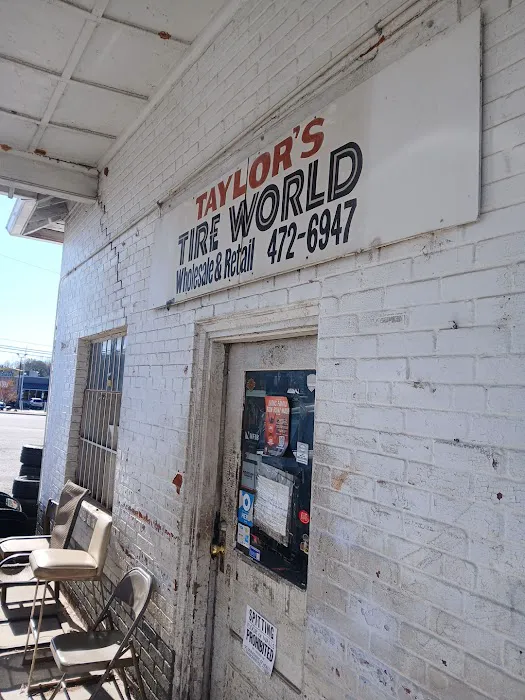 TAYLOR'S
TIRE WORLD
Wholesale & Retail 472-6947
SPITTING
PROHIBITED